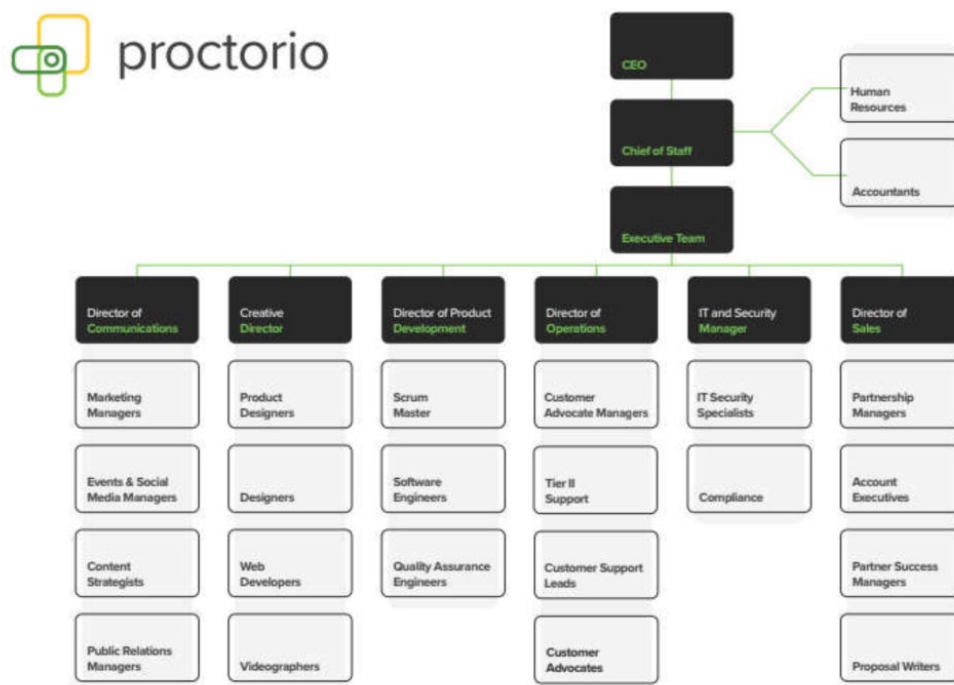 proctorio
CEO
Human
Resources
Chief of Staff
Accountants
Executive Team
Director of
Communications
Creative
Director
Director of Product
Development
Director of
Operations
IT and Security
Manager
Director of
Sales
Marketing
Managers
Product
Designers
Scrum
Master
Customer
Advocate Managers
IT Security
Specialists
Partnership
Managers
Events & Social
Media Managers
Designers
Software
Engineers
Tier II
Support
Compliance
Account
Executives
Content
Strategists
Web
Developers
Quality Assurance
Engineers
Customer Support
Leads
Partner Success
Managers
Public Relations
Managers
Videographers
Customer
Advocates
Proposal Writers